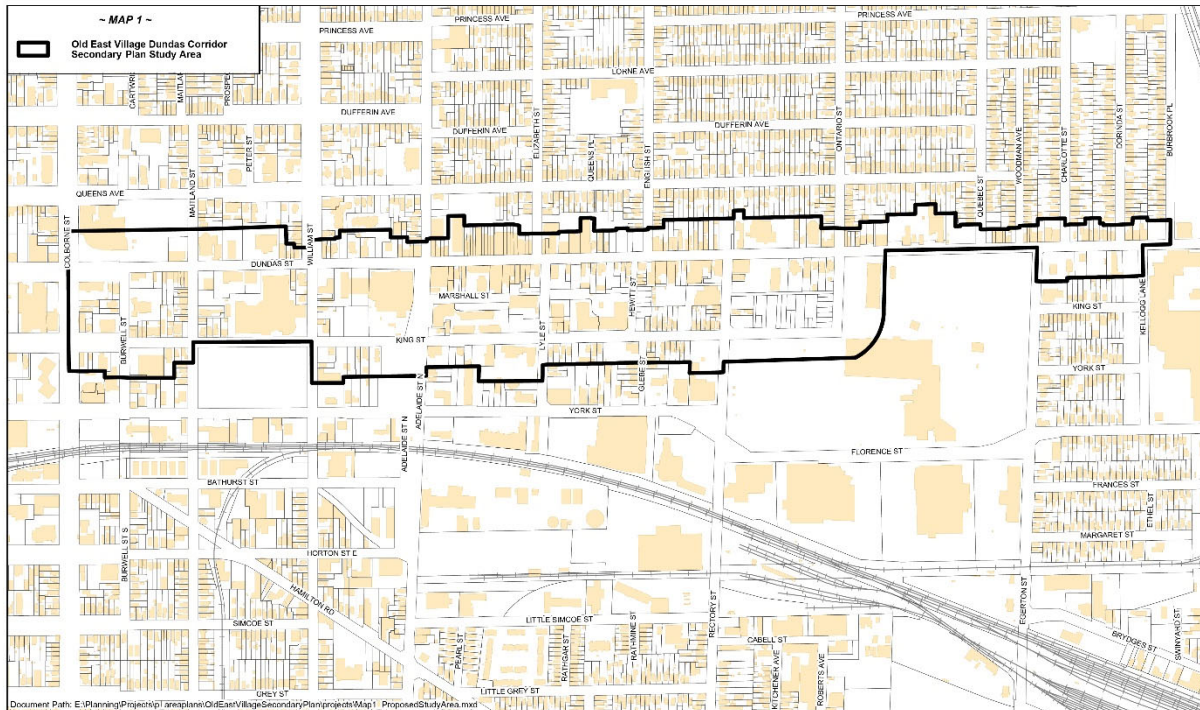 ~ MAP 1 ~
Old East Village Dundas Corridor
Secondary Plan Study Area
PRINCESS AVE
PRINCESS AVE
PRINCESS AVE
CARTWRI
MAITLAN
PROSPE
LORNE AVE
DUFFERIN AVE
DUFFERIN AVE
DUFFERIN AVE
PETER ST
ELIZABETH ST
QUEENS PL
ENGLISH ST
ONTARIO ST
WOODMAN AVE
CHARLOTTE ST
DORINDA ST
BURBROOK PL
MAITLAND ST
QUEBEC ST
QUEENS AVE
COLBORNE ST
WILLIAM ST
DUNDAS ST
MARSHALL ST
HEWITT ST
KING ST
KELLOGG LANE
BURWELL ST
KING ST
LYLE ST
GLEBE ST
YORK ST
ADELAIDE ST N
YORK ST
ADELAIDE ST N
FLORENCE ST
BATHURST ST
FRANCES ST
ETHEL ST
MARGARET ST
BURWELL ST S
HORTON ST E
HAMILTON RD
RECTORY ST
EGERTON ST
SIMCOE ST
LITTLE SIMCOE ST
CABELL ST
BRYDGES ST
SWINYARD ST
PEARL ST
RATHGAR ST
RATHMINE ST
KITCHENER AVE
ROBERTS AVE
GREY ST
LITTLE GREY ST
Document Path: E:\Planning\Projects\p_areaplans\OldEastVillageSecondaryPlan\projects\Map1_ProposedStudyArea.mxd